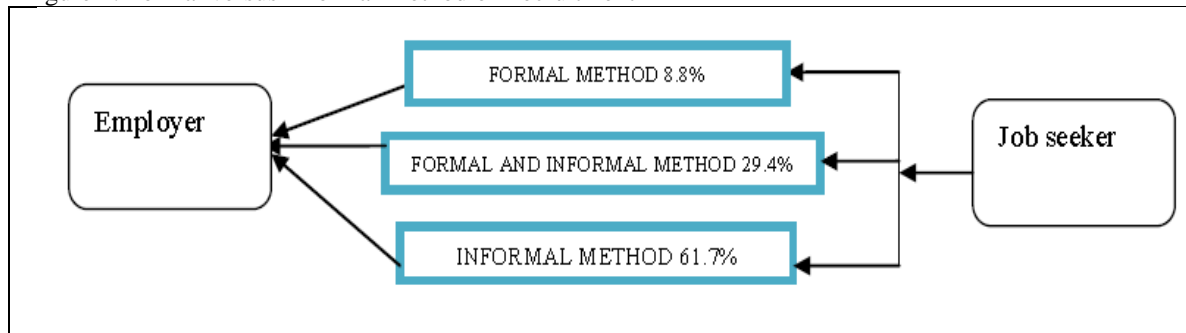 FORMAL METHOD 8.8%
Employer
Job seeker
FORMAL AND INFORMAL METHOD 29.4%
INFORMAL METHOD 61.7%